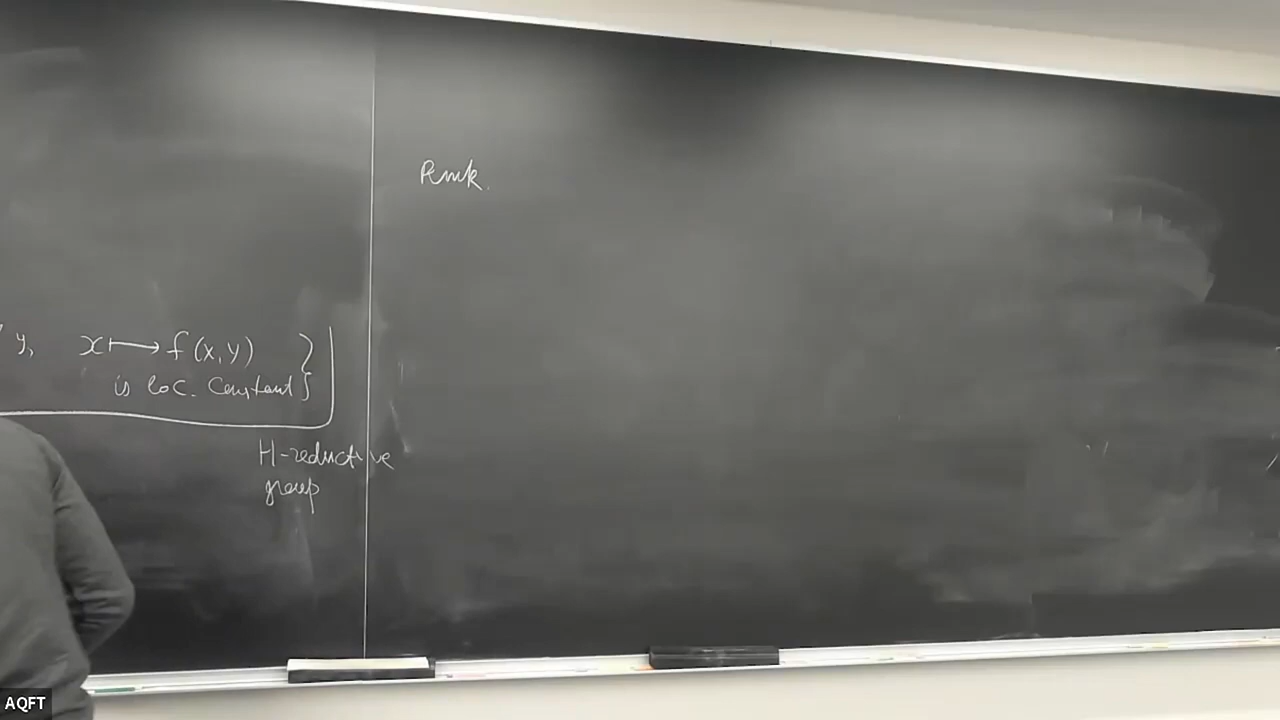 y, x ⟼ f(x,y) }
is loc. Constant }
H-reductive
group
Rmk.
AQFT